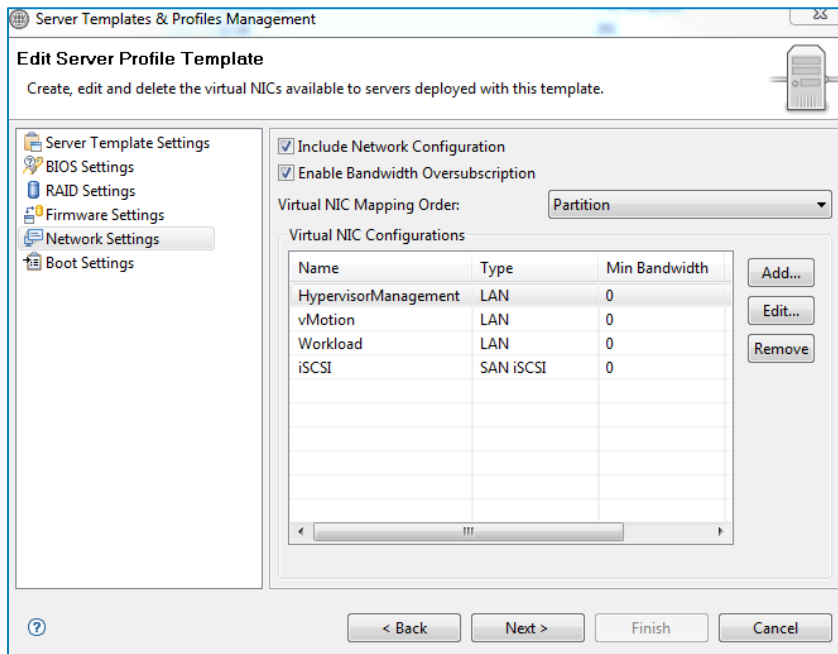 Server Templates & Profiles Management
Edit Server Profile Template
Create, edit and delete the virtual NICs available to servers deployed with this template.
Server Template Settings
BIOS Settings
RAID Settings
Firmware Settings
Network Settings
Boot Settings
Include Network Configuration
Enable Bandwidth Oversubscription
Virtual NIC Mapping Order: Partition
Virtual NIC Configurations
Name Type Min Bandwidth
HypervisorManagement LAN 0
vMotion LAN 0
Workload LAN 0
iSCSI SAN iSCSI 0
Add...
Edit...
Remove
< Back Next > Finish Cancel